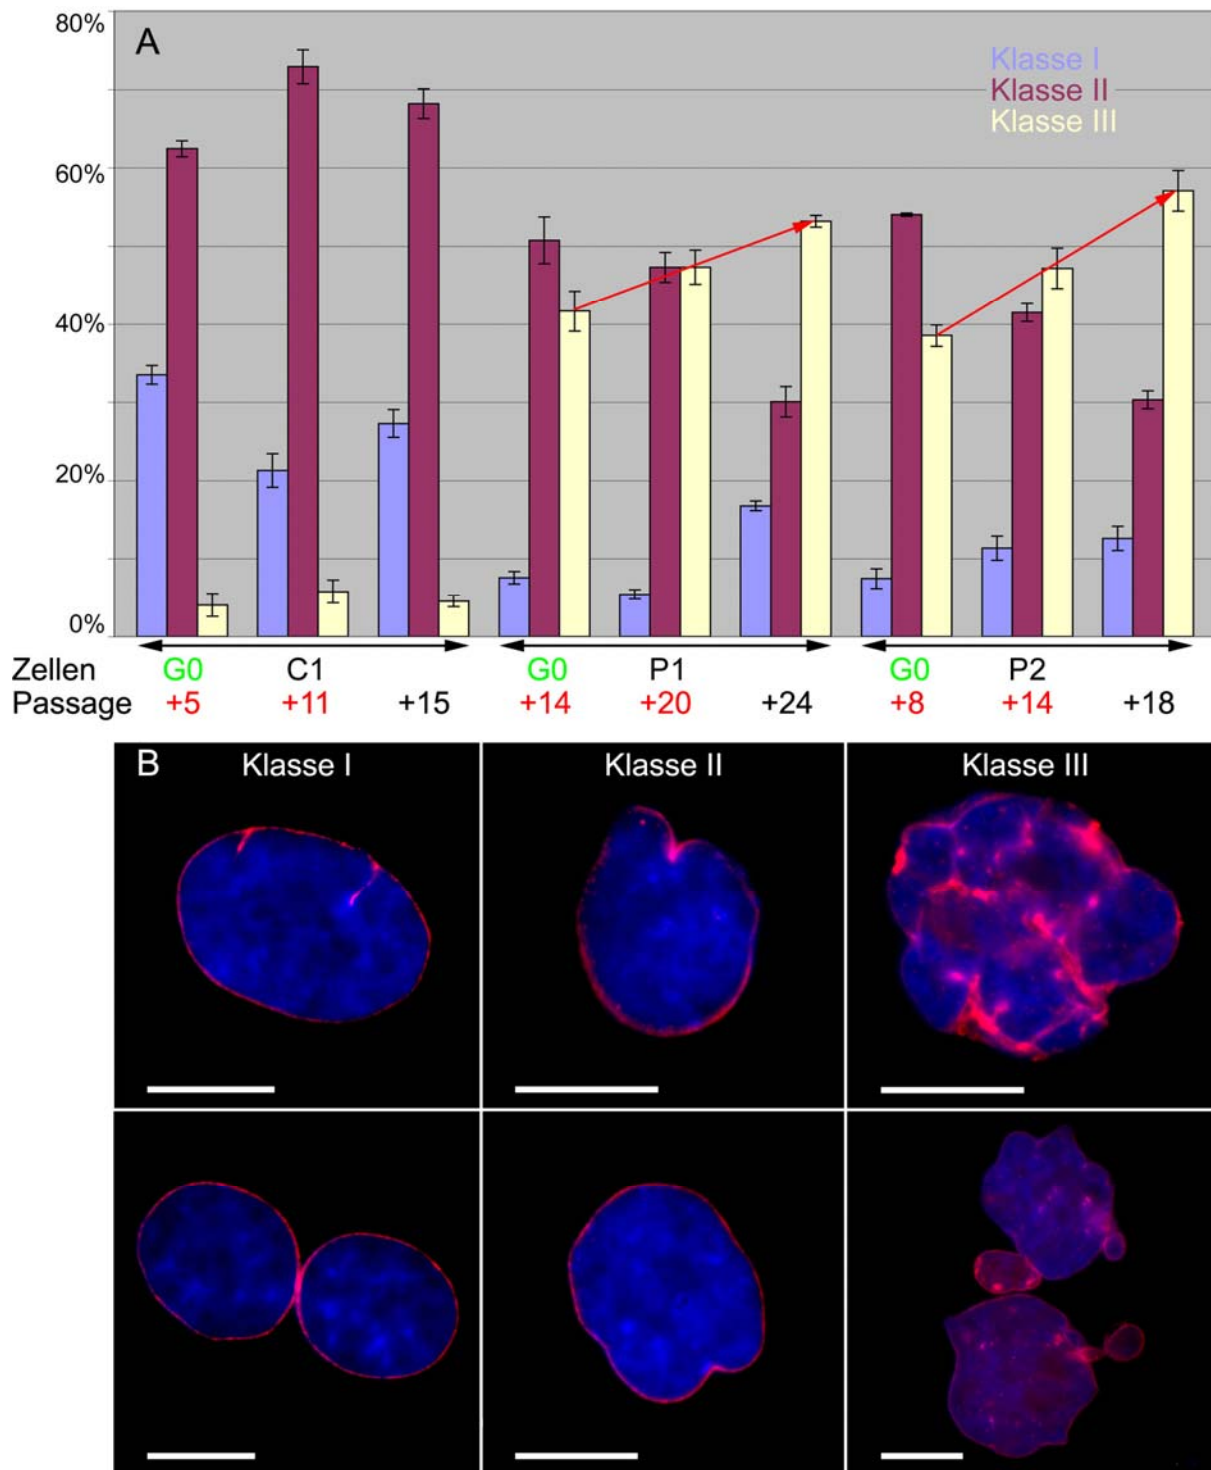 80%
A
Klasse I
Klasse II
Klasse III
60%
40%
20%
0%
Zellen G0 C1 G0 P1 G0 P2
Passage +5 +11 +15 +14 +20 +24 +8 +14 +18
B Klasse I Klasse II Klasse III